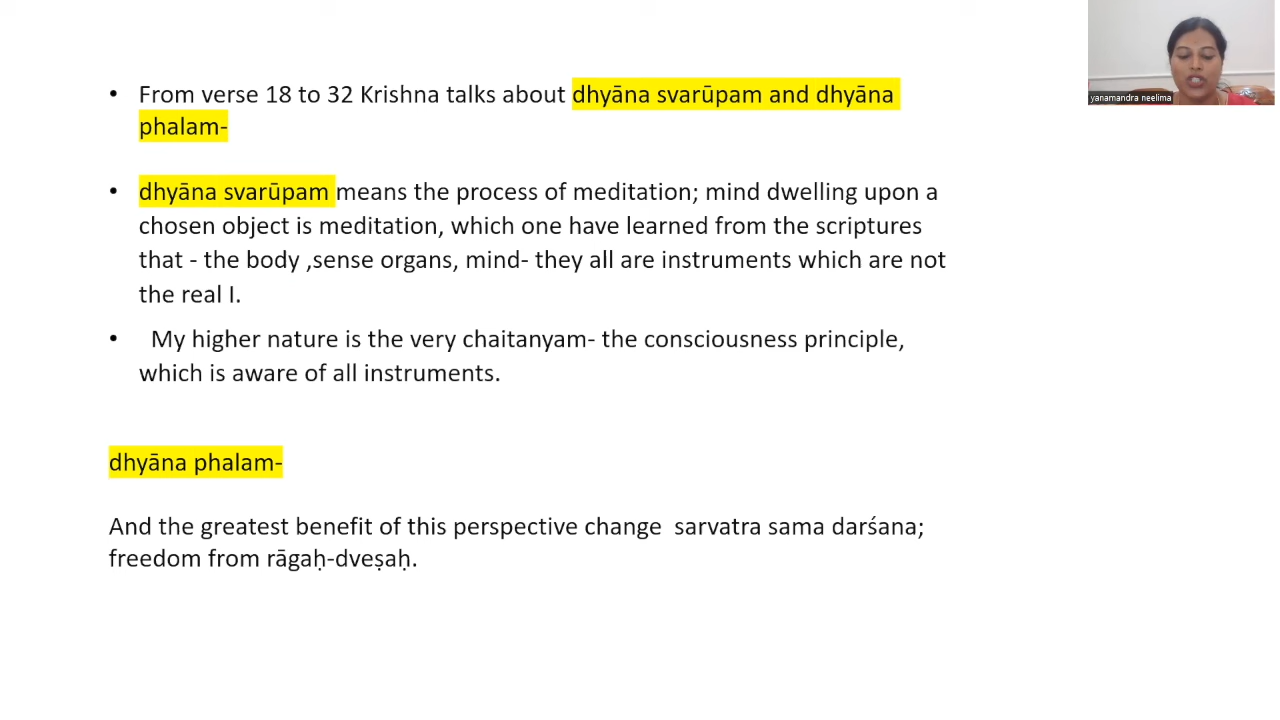 • From verse 18 to 32 Krishna talks about dhyāna svarūpam and dhyāna
phalam-
• dhyāna svarūpam means the process of meditation; mind dwelling upon a
chosen object is meditation, which one have learned from the scriptures
that - the body ,sense organs, mind- they all are instruments which are not
the real I.
• My higher nature is the very chaitanyam- the consciousness principle,
which is aware of all instruments.
dhyāna phalam-
And the greatest benefit of this perspective change sarvatra sama darśana;
freedom from rāgaḥ-dveṣaḥ.
yanamandra neelima